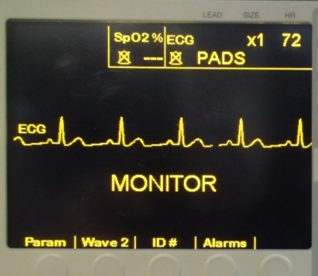 LEAD SIZE HR
SpO2 % ECG x1 72
--- PADS
ECG
MONITOR
Param Wave 2 ID # Alarms